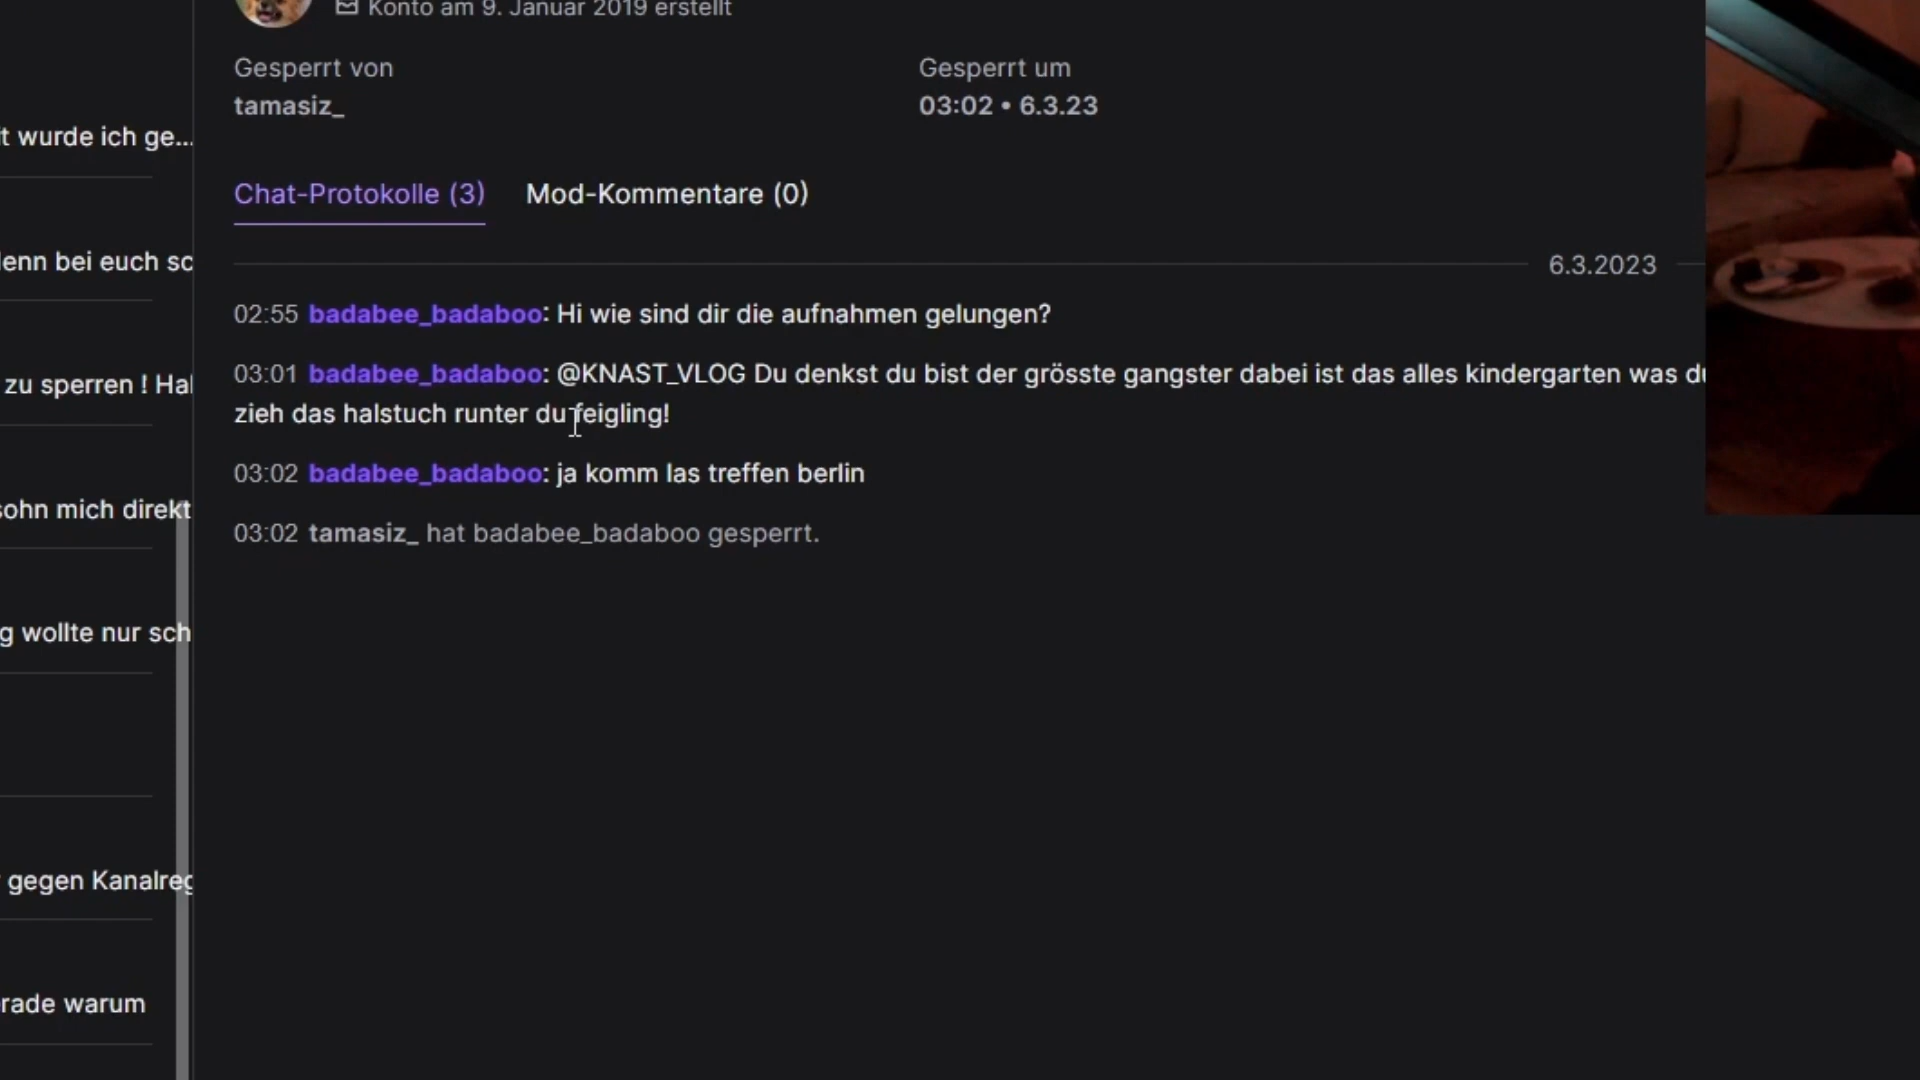 Konto am 9. Januar 2019 erstellt
Gesperrt von
Gesperrt um
tamasiz_
03:02 • 6.3.23
t wurde ich ge...
Chat-Protokolle (3)
Mod-Kommentare (0)
enn bei euch sc
6.3.2023
02:55 badabee_badaboo: Hi wie sind dir die aufnahmen gelungen?
zu sperren ! Hal
03:01 badabee_badaboo: @KNAST_VLOG Du denkst du bist der grösste gangster dabei ist das alles kindergarten was du
zieh das halstuch runter du feigling!
03:02 badabee_badaboo: ja komm las treffen berlin
sohn mich direkt
03:02 tamasiz_ hat badabee_badaboo gesperrt.
g wollte nur sch
gegen Kanalreg
rade warum